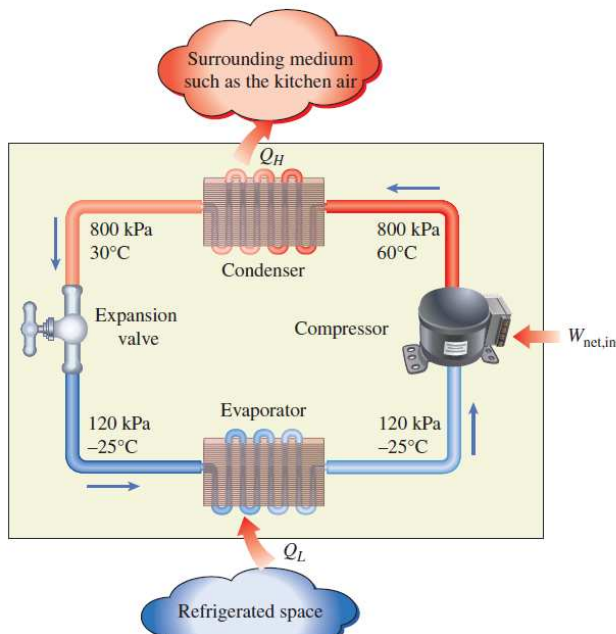 Surrounding medium
such as the kitchen air
Q_H
800 kPa
30°C
Condenser
800 kPa
60°C
Expansion
valve
Compressor
W_net,in
120 kPa
–25°C
Evaporator
120 kPa
–25°C
Q_L
Refrigerated space